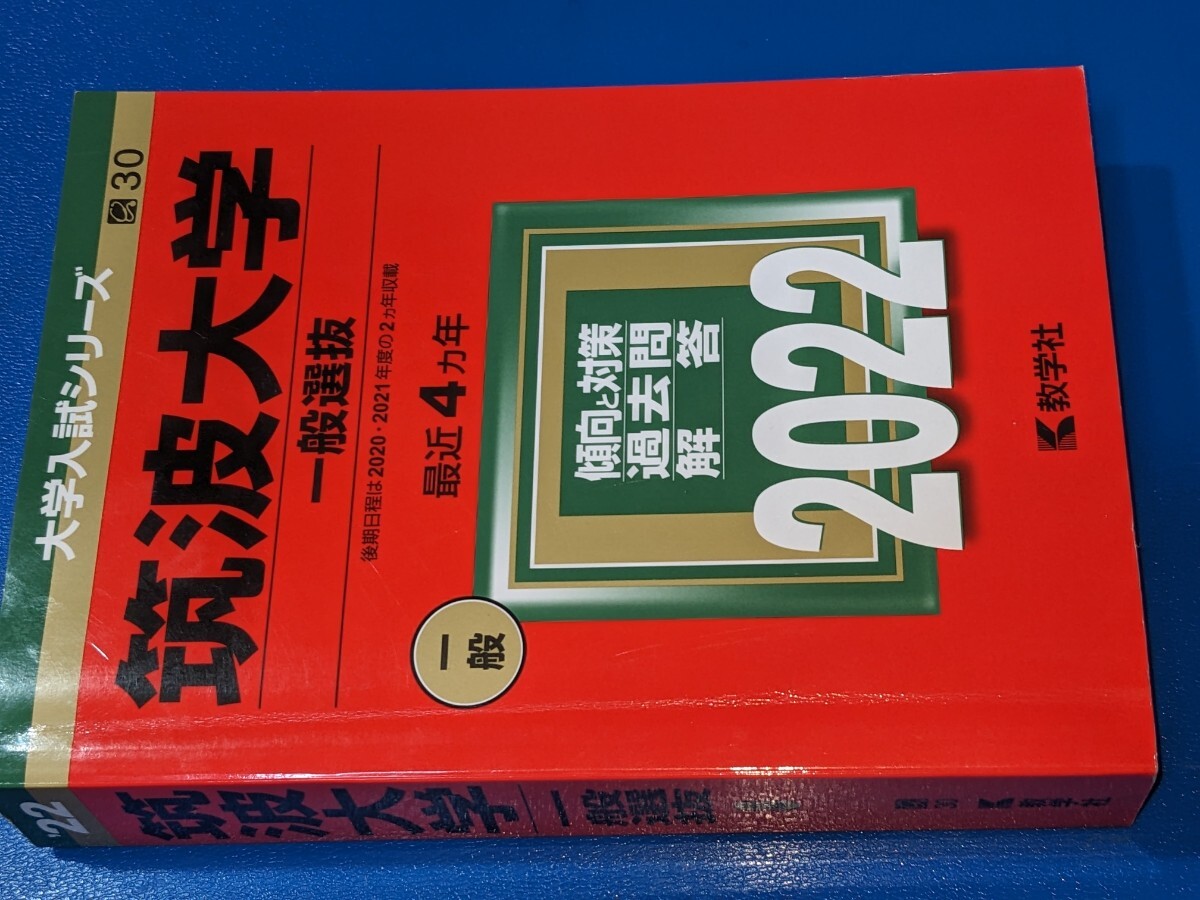 大学入試シリーズ
30
筑波大学
一般選抜
後期日程は2020・2021年度の2カ年収載
最近4カ年
一般
傾向と対策
過去問
解答
2022
教学社
22
筑波大学
一般選抜
教学社